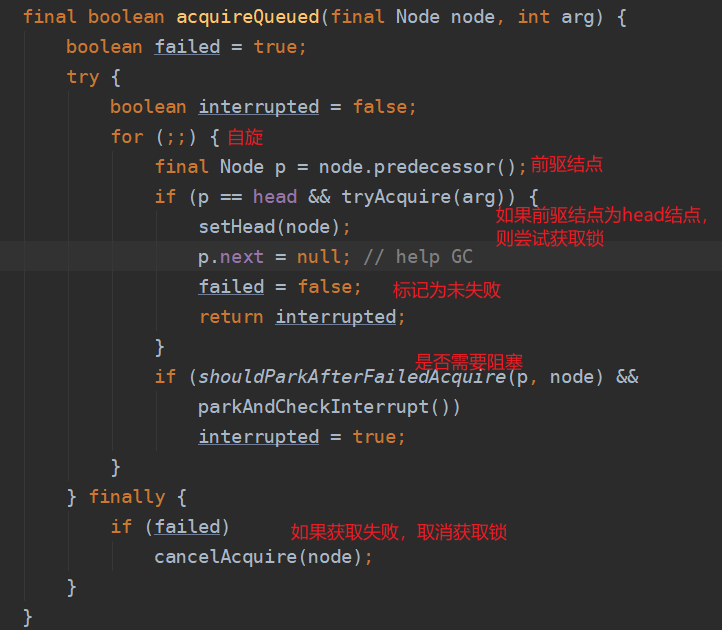 final boolean acquireQueued(final Node node, int arg) {
boolean failed = true;
try {
boolean interrupted = false;
for (;;) { 自旋
final Node p = node.predecessor(); 前驱结点
if (p == head && tryAcquire(arg)) {
如果前驱结点为head结点,
setHead(node);
则尝试获取锁
p.next = null; // help GC
failed = false; 标记为未失败
return interrupted;
}
是否需要阻塞
if (shouldParkAfterFailedAcquire(p, node) &&
parkAndCheckInterrupt())
interrupted = true;
}
} finally {
if (failed) 如果获取失败，取消获取锁
cancelAcquire(node);
}
}